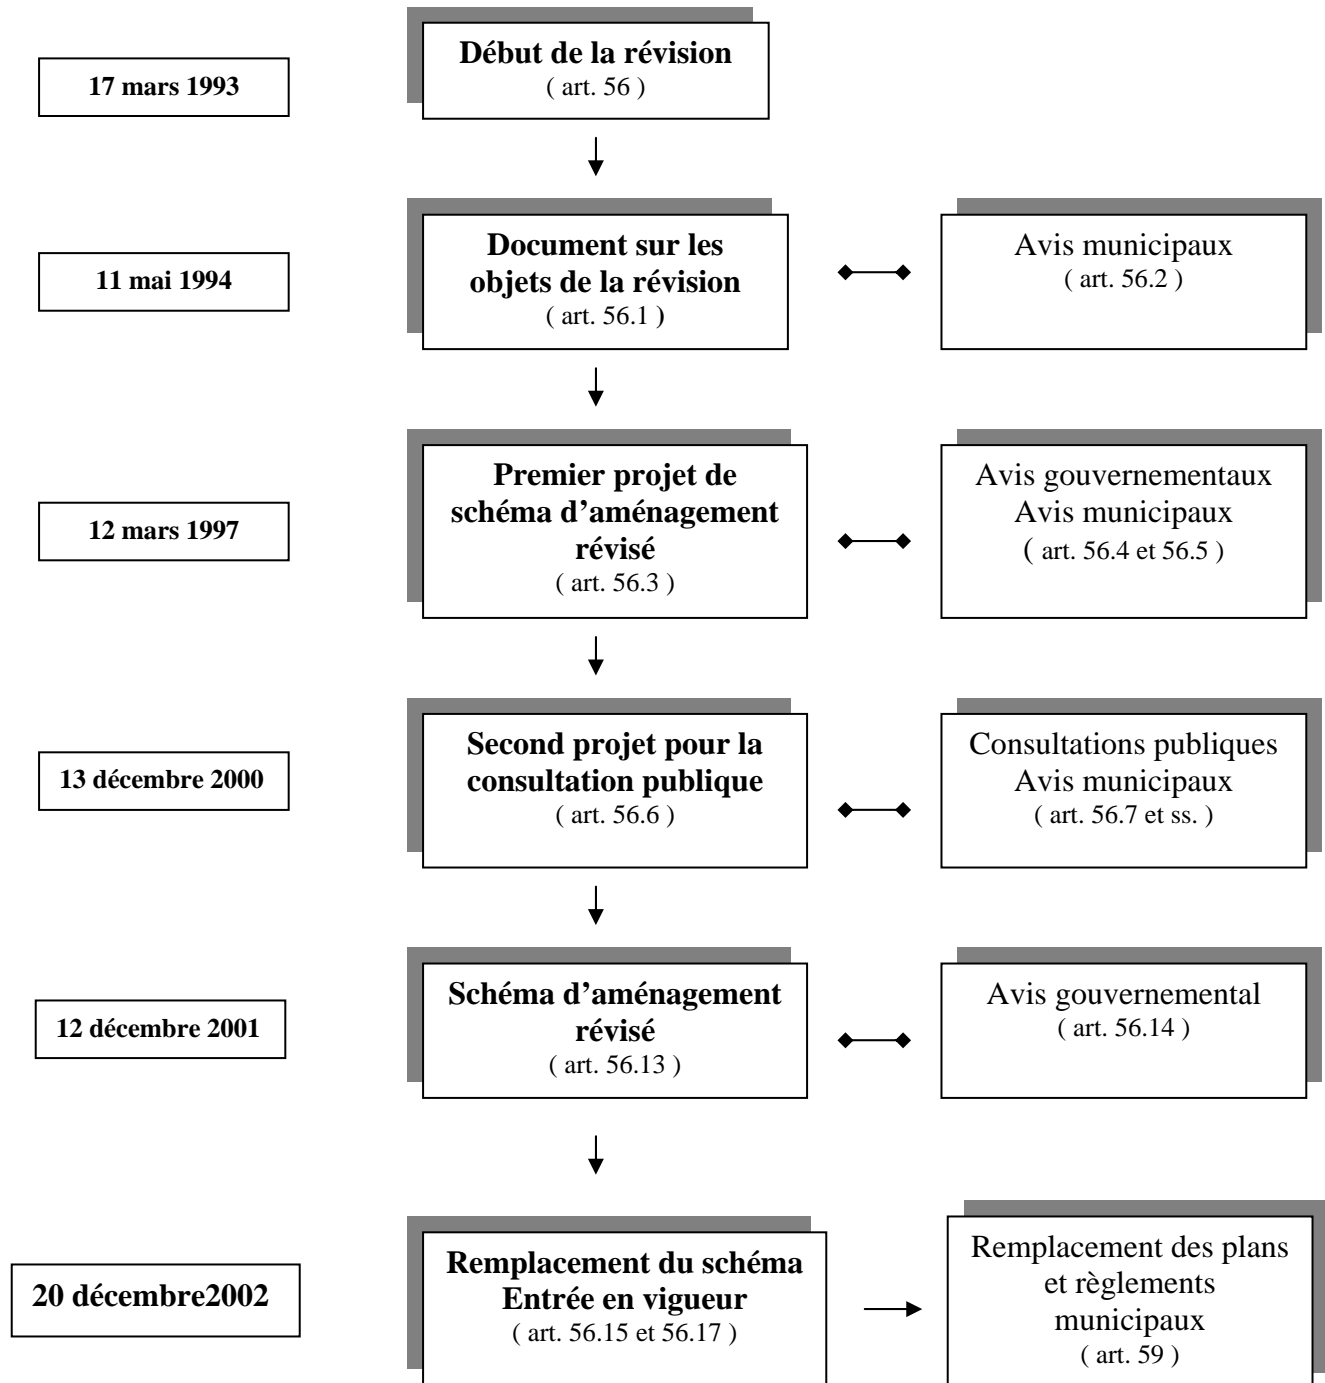 17 mars 1993
Début de la révision
( art. 56 )
11 mai 1994
Document sur les
objets de la révision
( art. 56.1 )
Avis municipaux
( art. 56.2 )
12 mars 1997
Premier projet de
schéma d’aménagement
révisé
( art. 56.3 )
Avis gouvernementaux
Avis municipaux
( art. 56.4 et 56.5 )
13 décembre 2000
Second projet pour la
consultation publique
( art. 56.6 )
Consultations publiques
Avis municipaux
( art. 56.7 et ss. )
12 décembre 2001
Schéma d’aménagement
révisé
( art. 56.13 )
Avis gouvernemental
( art. 56.14 )
20 décembre2002
Remplacement du schéma
Entrée en vigueur
( art. 56.15 et 56.17 )
Remplacement des plans
et règlements
municipaux
( art. 59 )